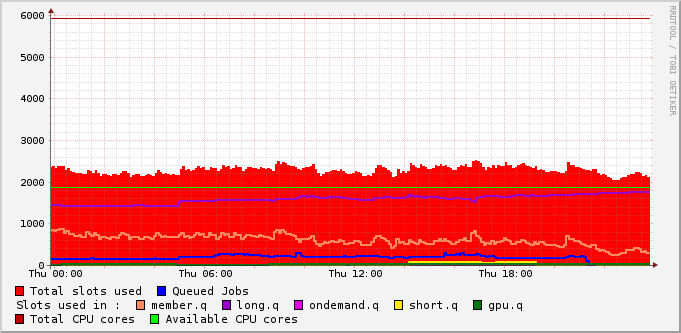 6000
5000
4000
3000
2000
1000
0
Thu 00:00 Thu 06:00 Thu 12:00 Thu 18:00
Total slots used Queued Jobs
Slots used in : member.q long.q ondemand.q short.q gpu.q
Total CPU cores Available CPU cores
RRDTOOL / TOBI OETIKER